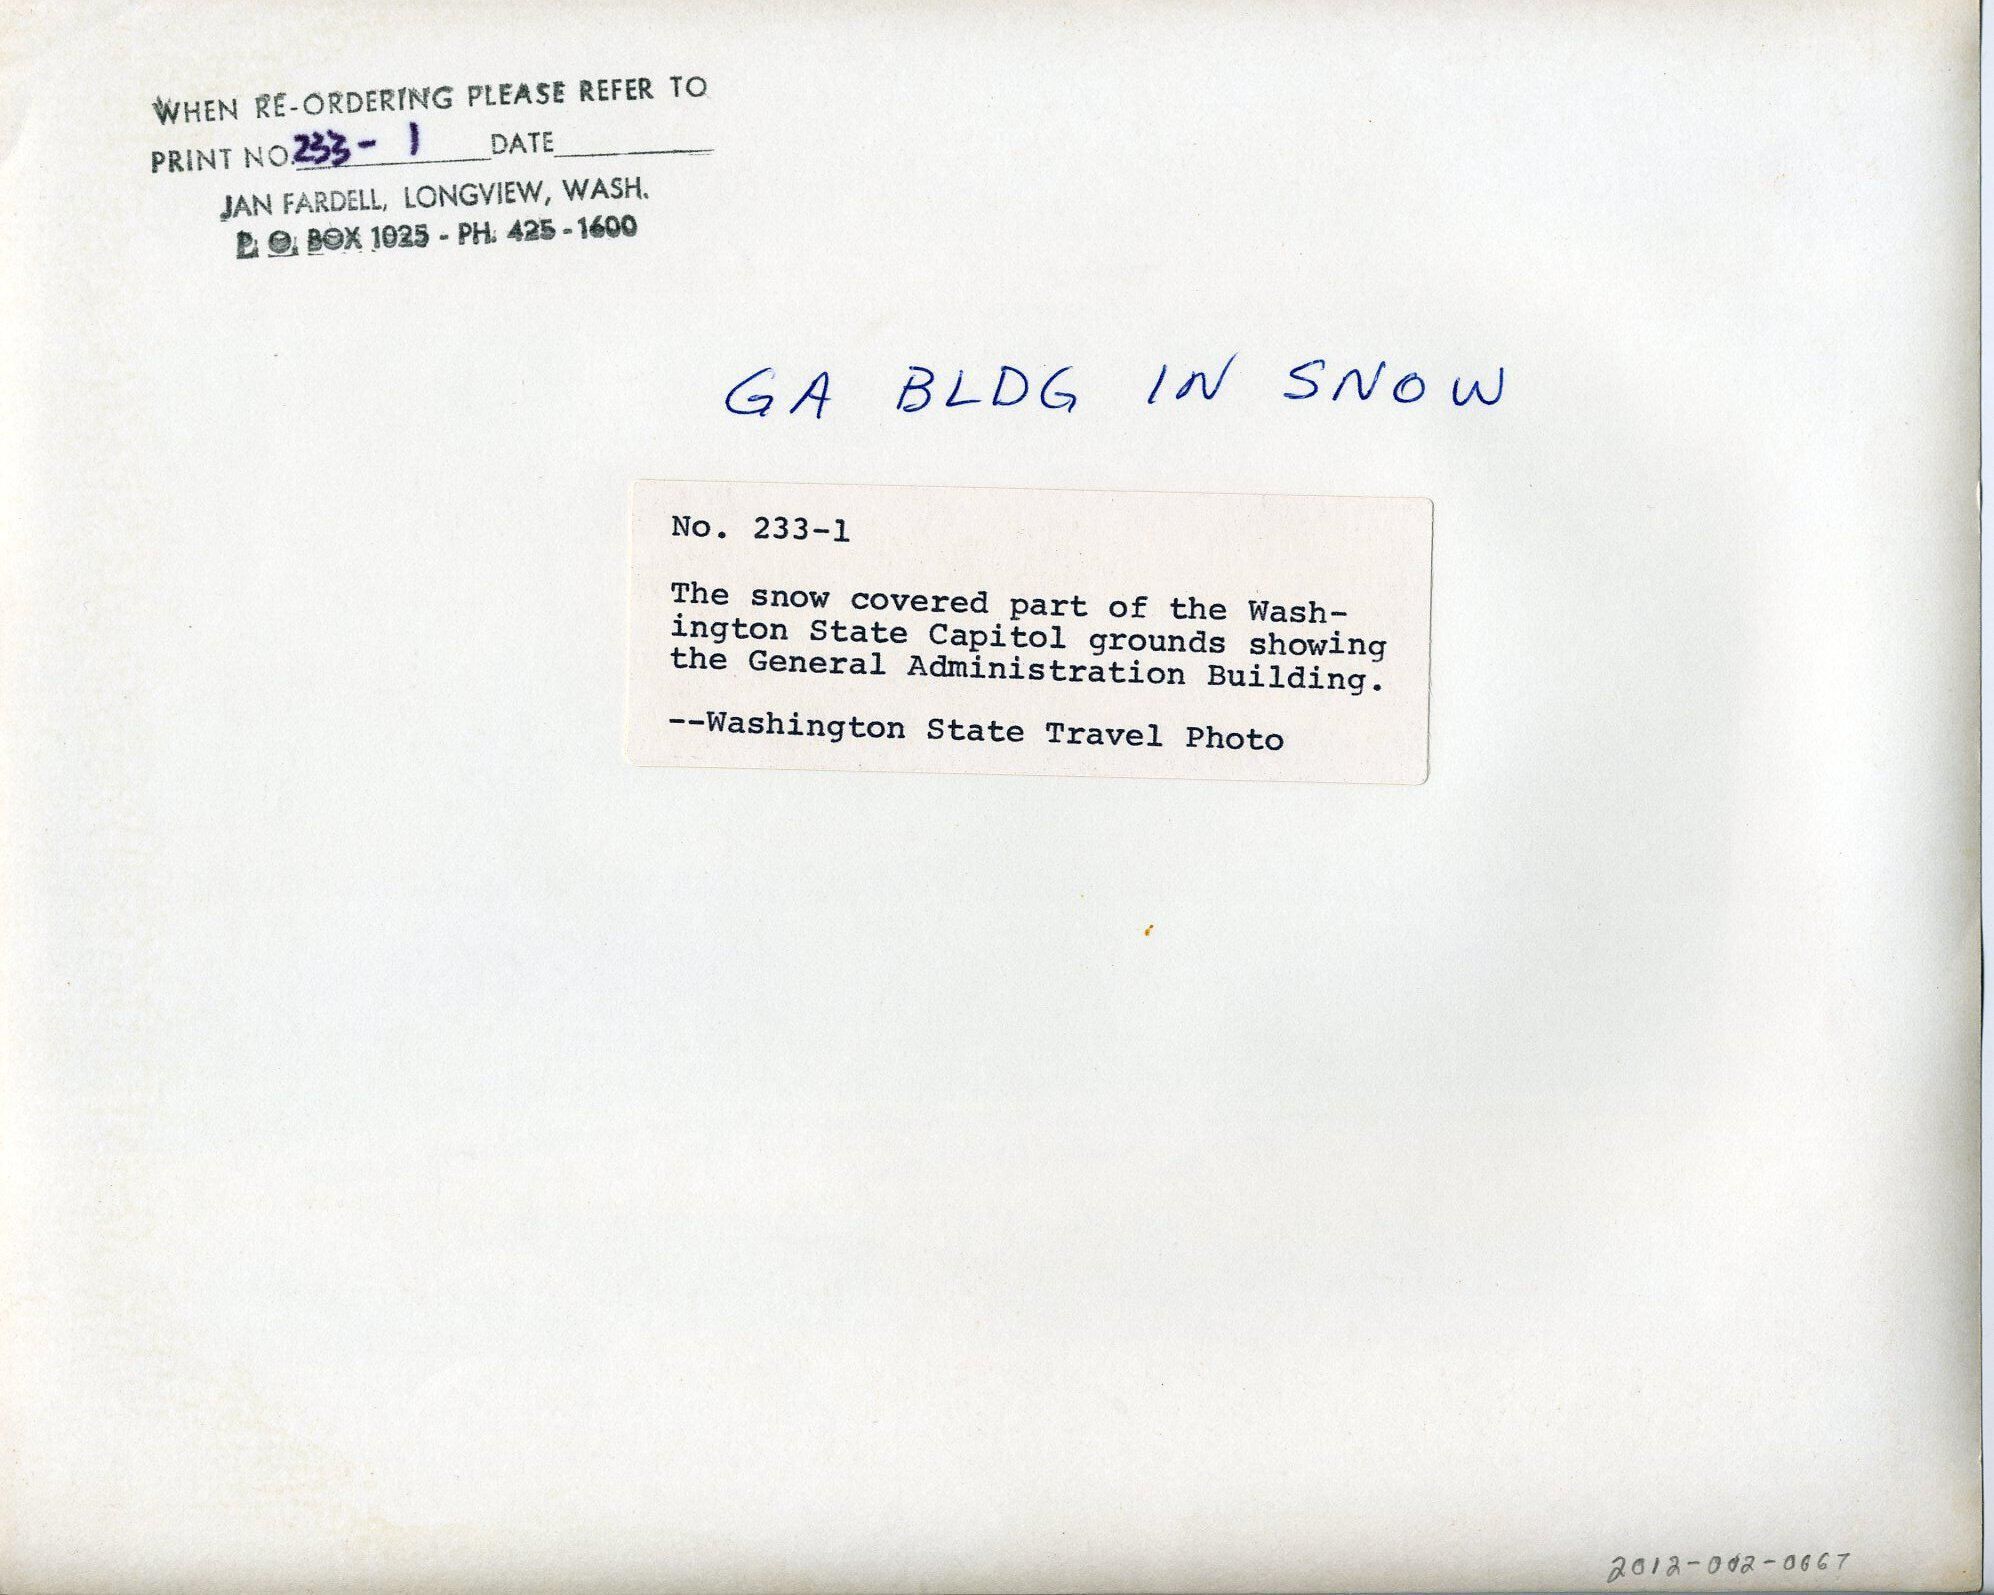 WHEN RE-ORDERING PLEASE REFER TO
PRINT NO. 233-1 DATE
JAN FARDELL, LONGVIEW, WASH.
P. O. BOX 1025 - PH. 425-1600
GA BLDG IN SNOW
No. 233-1
The snow covered part of the Wash-
ington State Capitol grounds showing
the General Administration Building.
--Washington State Travel Photo
2012-002-0067